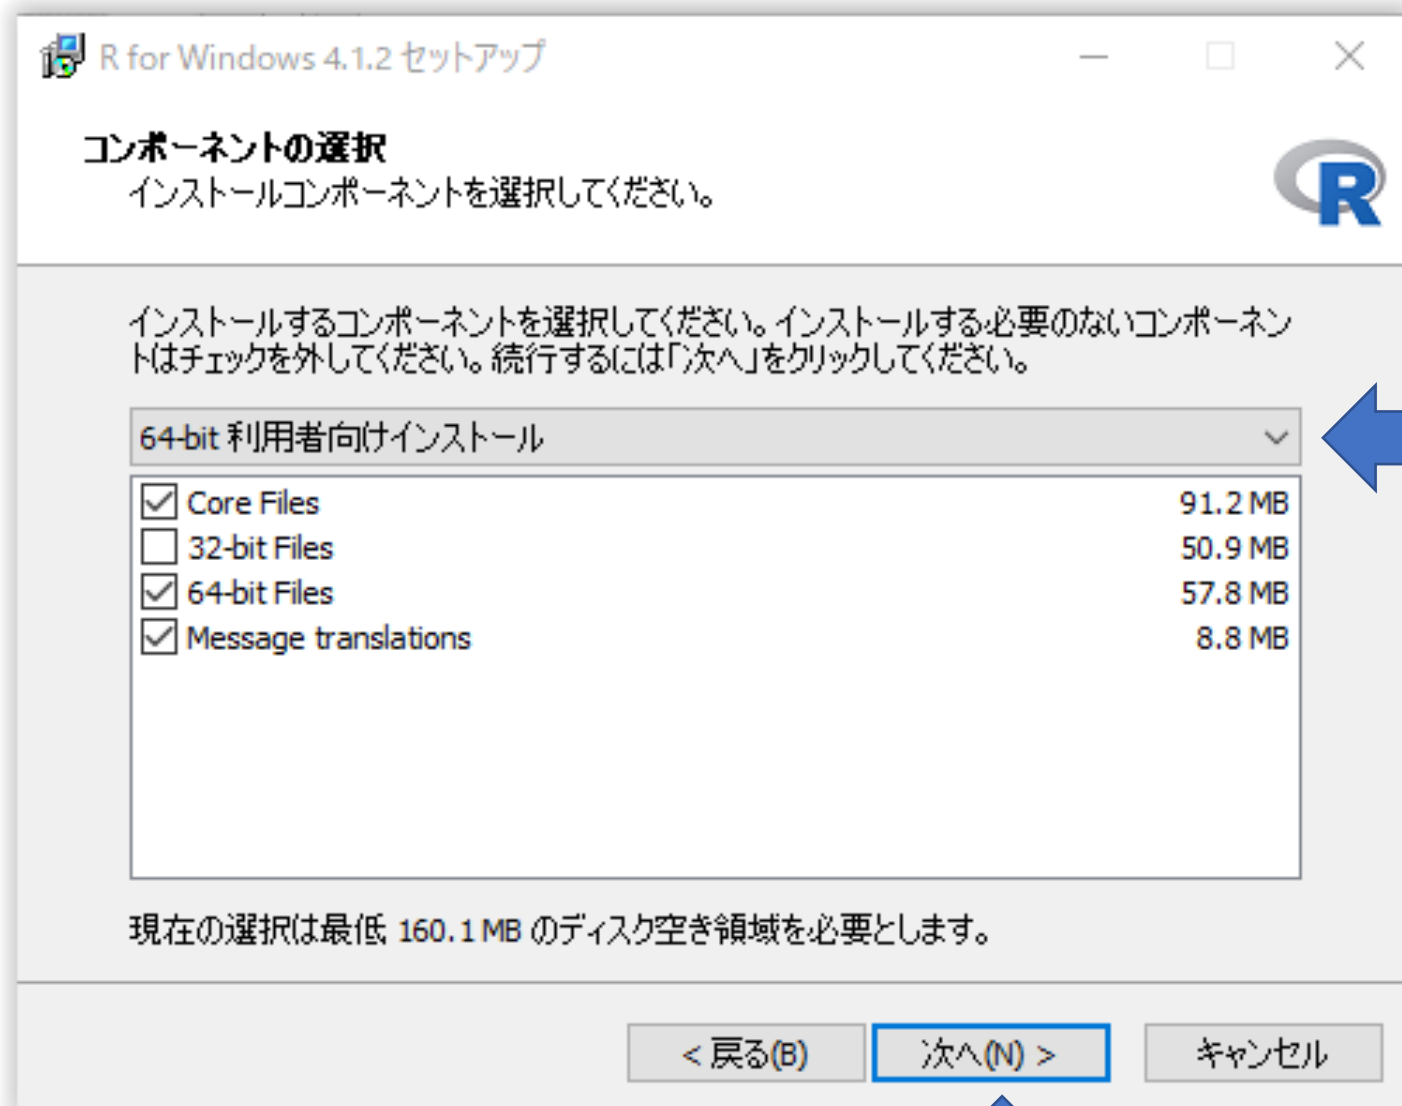 R for Windows 4.1.2 セットアップ
コンポーネントの選択
インストールコンポーネントを選択してください。
R
インストールするコンポーネントを選択してください。インストールする必要のないコンポーネン
トはチェックを外してください。続行するには「次へ」をクリックしてください。
64-bit 利用者向けインストール
Core Files 91.2 MB
32-bit Files 50.9 MB
64-bit Files 57.8 MB
Message translations 8.8 MB
現在の選択は最低 160.1 MB のディスク空き領域を必要とします。
< 戻る(B) 次へ(N) > キャンセル